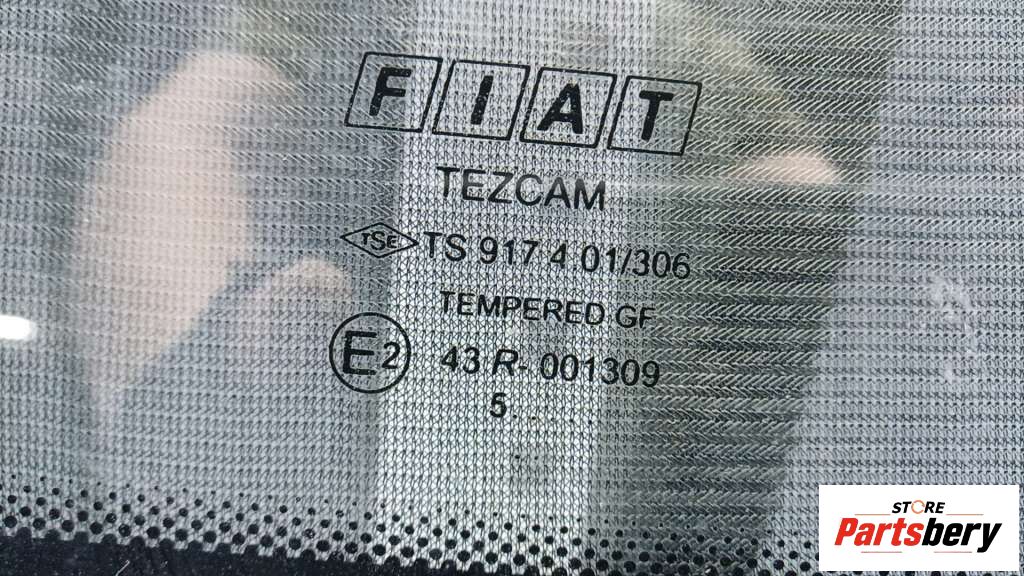 FIAT
TEZCAM
TSE TS 917 4 01/306
TEMPERED GF
E2 43 R- 001309
5...
STORE
Partsbery